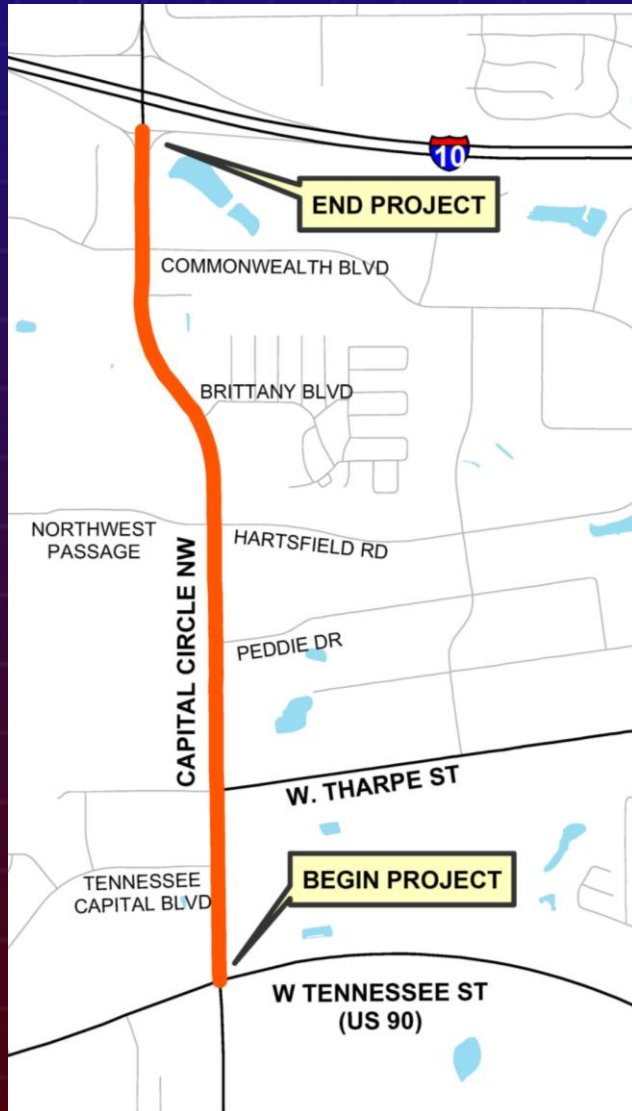 10
END PROJECT
COMMONWEALTH BLVD
BRITTANY BLVD
NORTHWEST
PASSAGE
HARTSFIELD RD
CAPITAL CIRCLE NW
PEDDIE DR
W. THARPE ST
TENNESSEE
CAPITAL BLVD
BEGIN PROJECT
W TENNESSEE ST
(US 90)